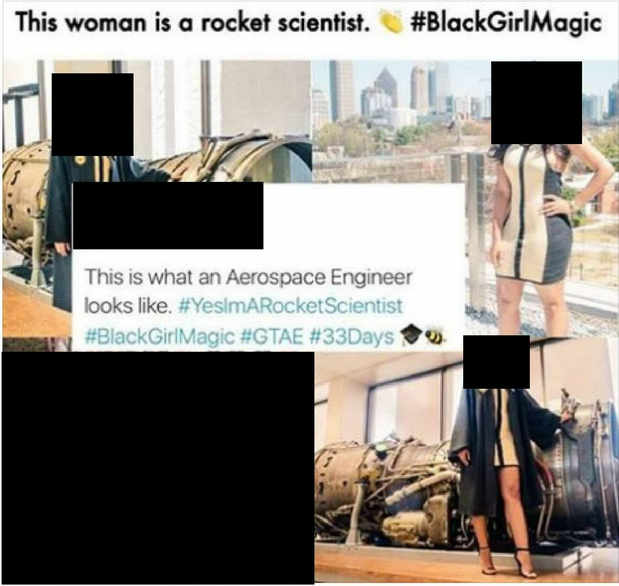 This woman is a rocket scientist. 👏 #BlackGirlMagic
This is what an Aerospace Engineer
looks like. #YesImARocketScientist
#BlackGirlMagic #GTAE #33Days 🎓🐝